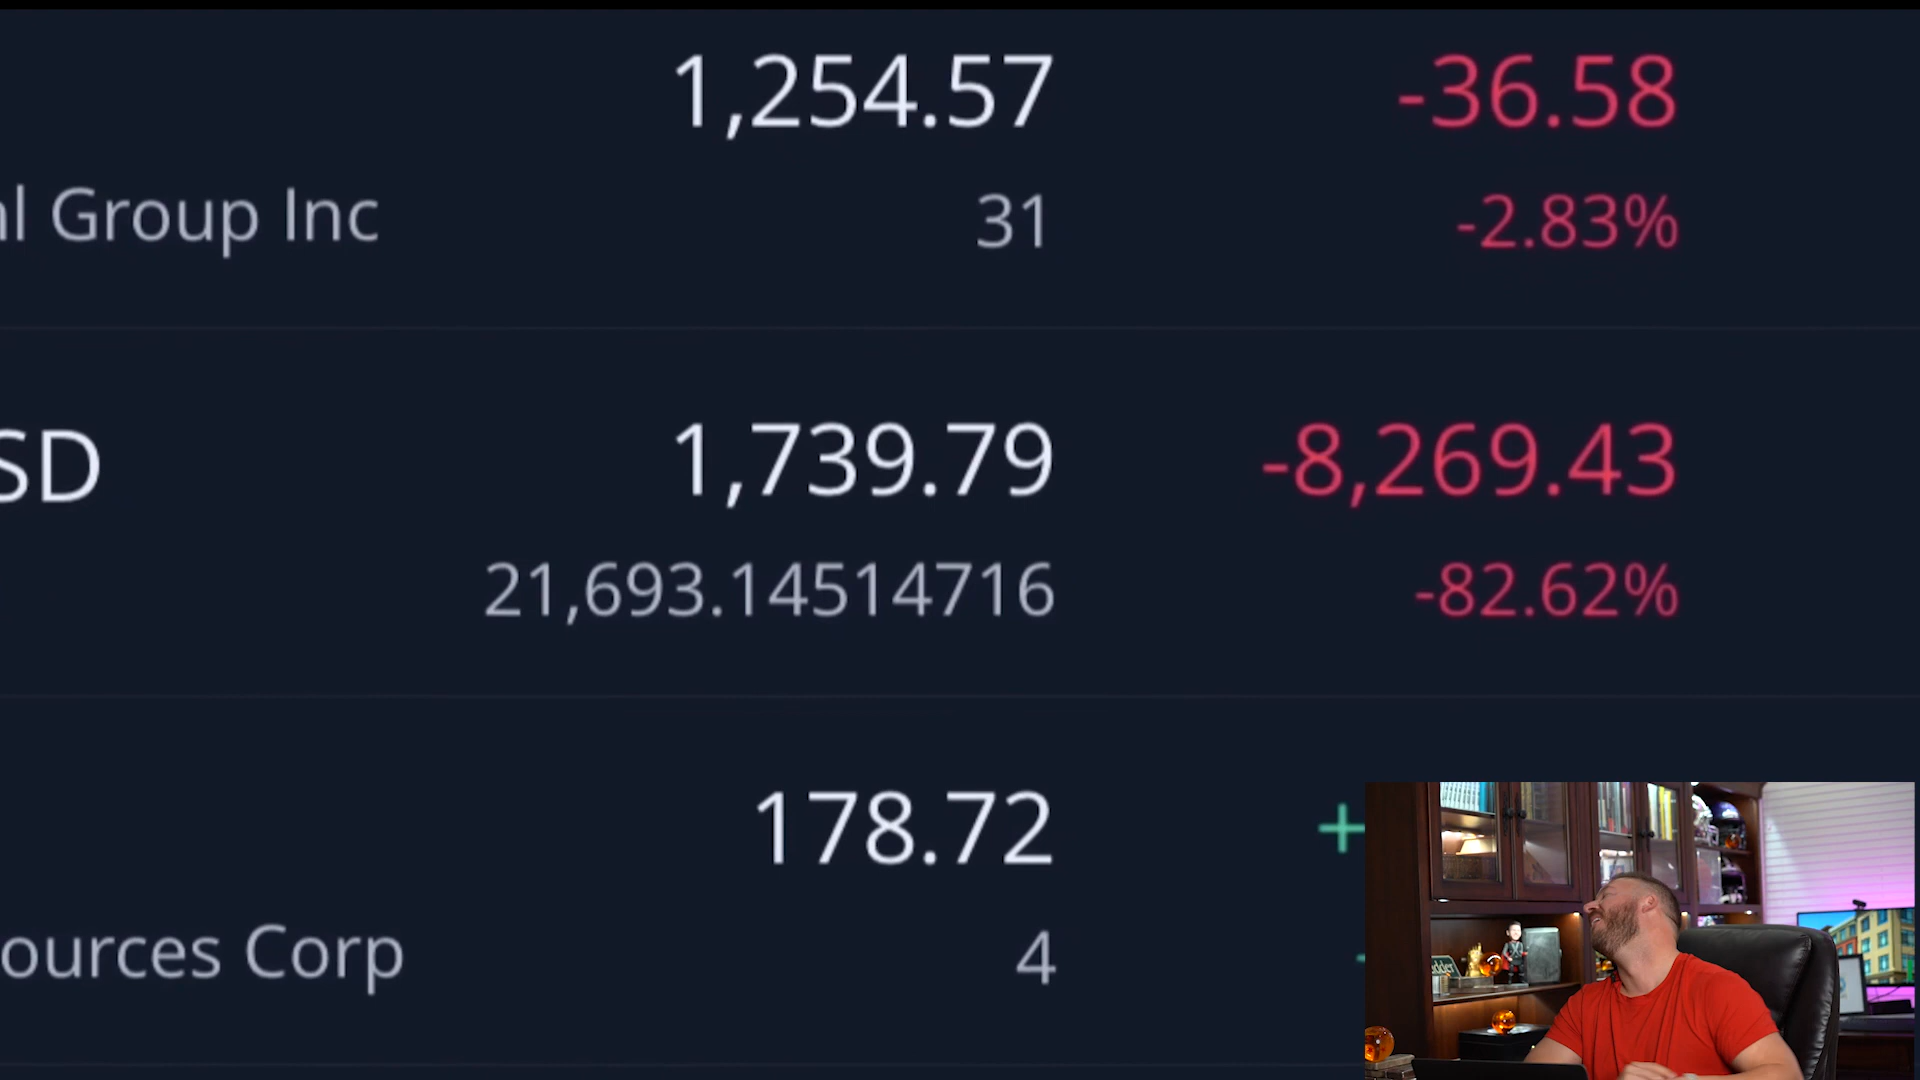 1,254.57 -36.58
nl Group Inc 31 -2.83%
SD 1,739.79 -8,269.43
21,693.14514716 -82.62%
178.72 +
ources Corp 4